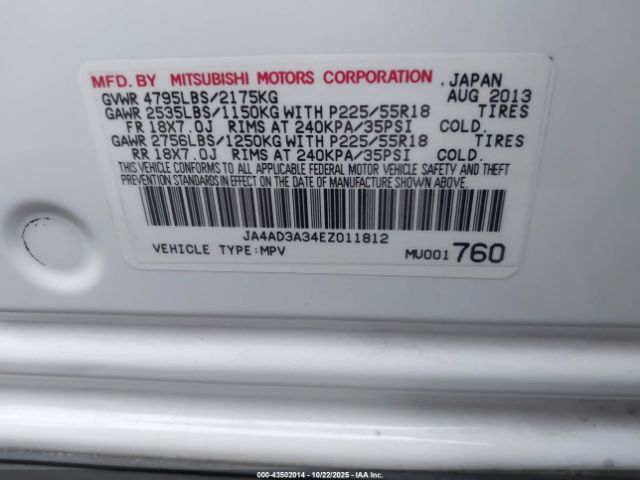 MFD. BY MITSUBISHI MOTORS CORPORATION, JAPAN
GVWR 4795LBS/2175KG AUG 2013
GAWR 2535LBS/1150KG WITH P225/55R18 TIRES
FR 18X7.0J RIMS AT 240KPA/35PSI COLD.
GAWR 2756LBS/1250KG WITH P225/55R18 TIRES
RR 18X7.0J RIMS AT 240KPA/35PSI COLD.
THIS VEHICLE CONFORMS TO ALL APPLICABLE FEDERAL MOTOR VEHICLE SAFETY AND THEFT
PREVENTION STANDARDS IN EFFECT ON THE DATE OF MANUFACTURE SHOWN ABOVE.
JA4AD3A34EZ011812
VEHICLE TYPE:MPV MU001760
000-43502014 - 10/22/2025 - IAA Inc.